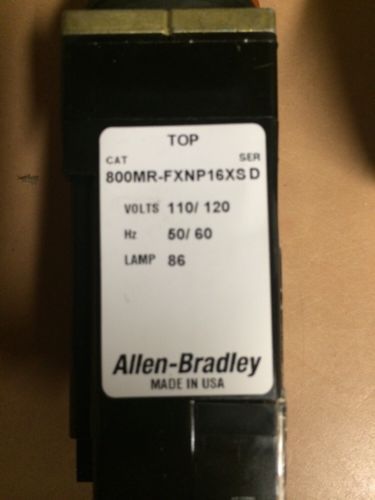 TOP
CAT SER
800MR-FXNP16XS D
VOLTS 110/ 120
Hz 50/ 60
LAMP 86
Allen-Bradley
MADE IN USA